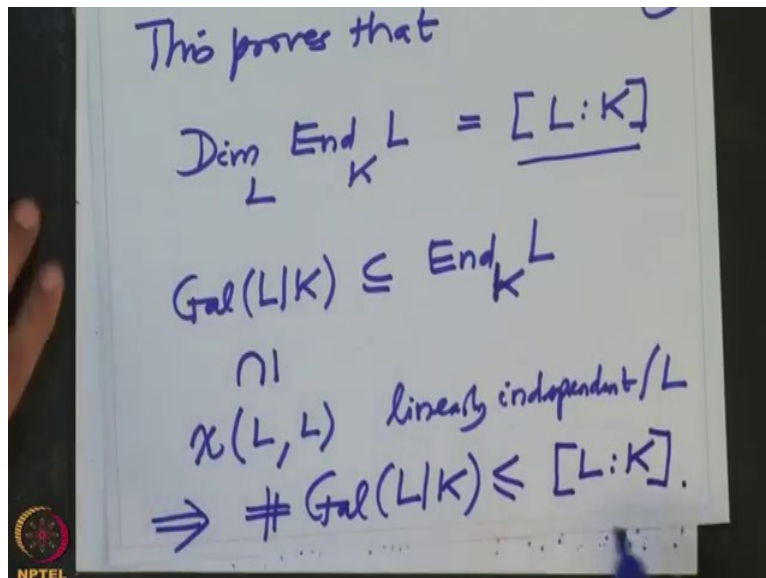 This proves that
Dim_L End_K L = [L:K]
Gal(L|K) ⊆ End_K L
∩|
χ(L,L) linearly independent/L
⇒ # Gal(L|K) ≤ [L:K].
NPTEL